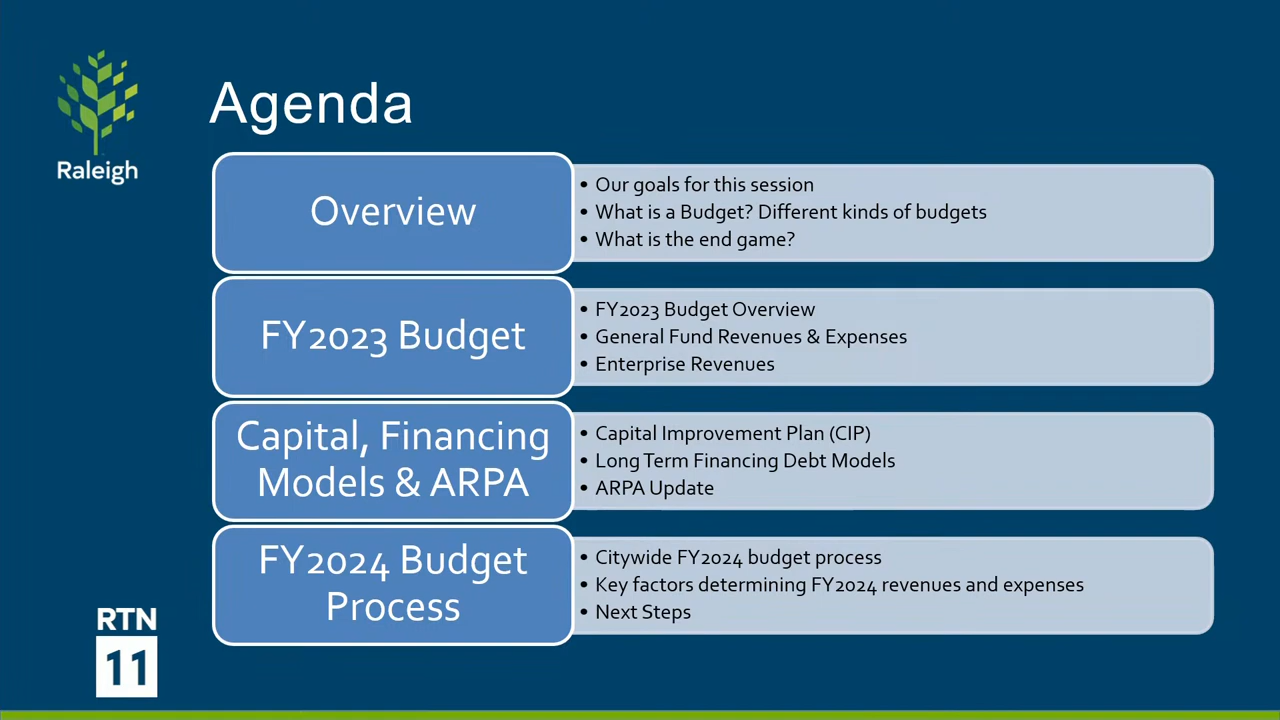 Raleigh
Agenda
Overview
• Our goals for this session
• What is a Budget? Different kinds of budgets
• What is the end game?
FY2023 Budget
• FY2023 Budget Overview
• General Fund Revenues & Expenses
• Enterprise Revenues
Capital, Financing
Models & ARPA
• Capital Improvement Plan (CIP)
• Long Term Financing Debt Models
• ARPA Update
FY2024 Budget
Process
• Citywide FY2024 budget process
• Key factors determining FY2024 revenues and expenses
• Next Steps
RTN
11